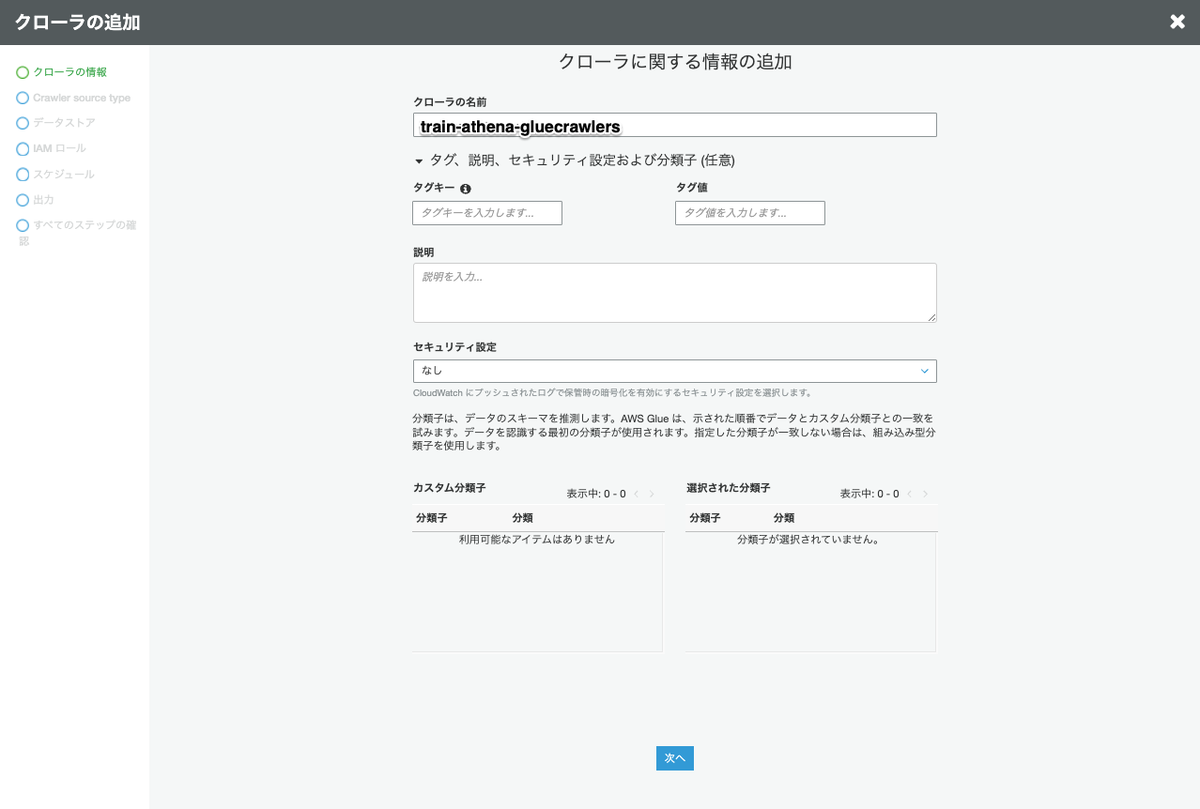 クローラの追加
クローラの情報
Crawler source type
データストア
IAM ロール
スケジュール
出力
すべてのステップの確
認
クローラに関する情報の追加
クローラの名前
train-athena-gluecrawlers
タグ、説明、セキュリティ設定および分類子 (任意)
タグキー
タグ値
タグキーを入力します...
タグ値を入力します...
説明
説明を入力...
セキュリティ設定
なし
CloudWatch にプッシュされたログで保管時の暗号化を有効にするセキュリティ設定を選択します。
分類子は、データのスキーマを推測します。AWS Glue は、示された順番でデータとカスタム分類子との一致を
試みます。データを認識する最初の分類子が使用されます。指定した分類子が一致しない場合は、組み込み型分
類子を使用します。
カスタム分類子
表示中: 0 - 0
分類子 分類
利用可能なアイテムはありません
選択された分類子
表示中: 0 - 0
分類子 分類
分類子が選択されていません。
次へ